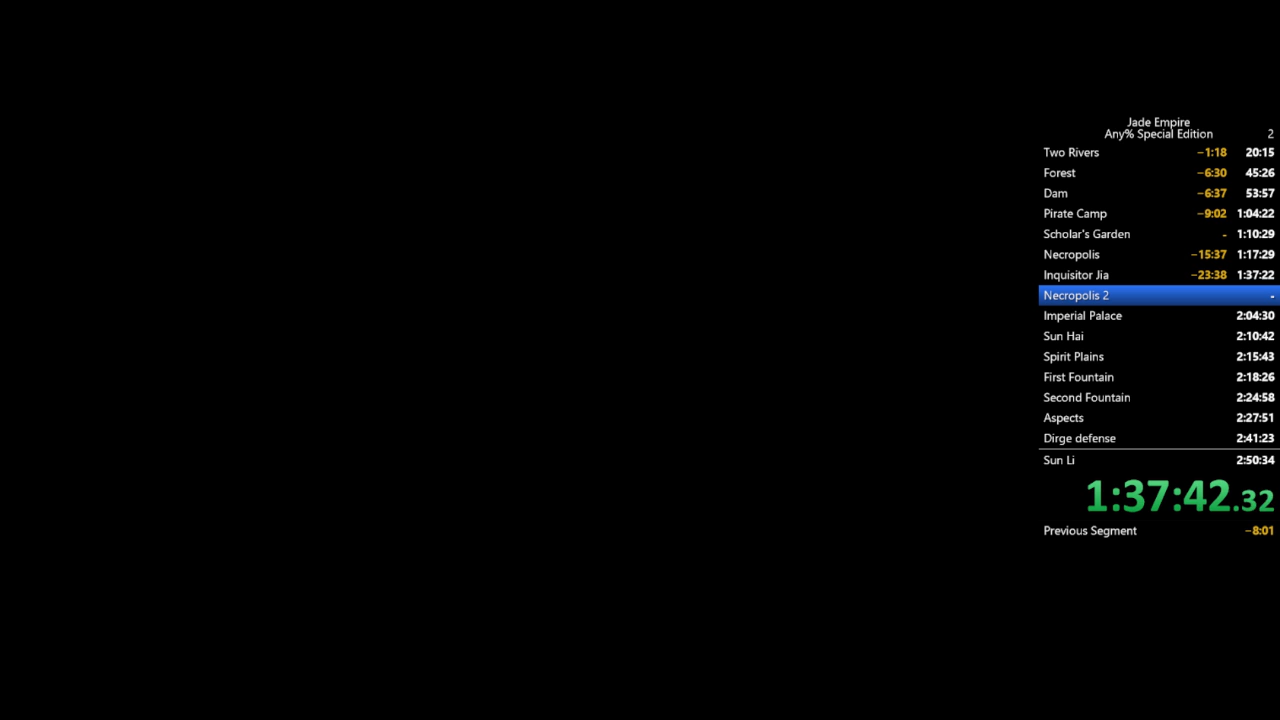 Jade Empire
Any% Special Edition 2
Two Rivers −1:18 20:15
Forest −6:30 45:26
Dam −6:37 53:57
Pirate Camp −9:02 1:04:22
Scholar's Garden - 1:10:29
Necropolis −15:37 1:17:29
Inquisitor Jia −23:38 1:37:22
Necropolis 2 -
Imperial Palace 2:04:30
Sun Hai 2:10:42
Spirit Plains 2:15:43
First Fountain 2:18:26
Second Fountain 2:24:58
Aspects 2:27:51
Dirge defense 2:41:23
Sun Li 2:50:34
1:37:42.32
Previous Segment −8:01